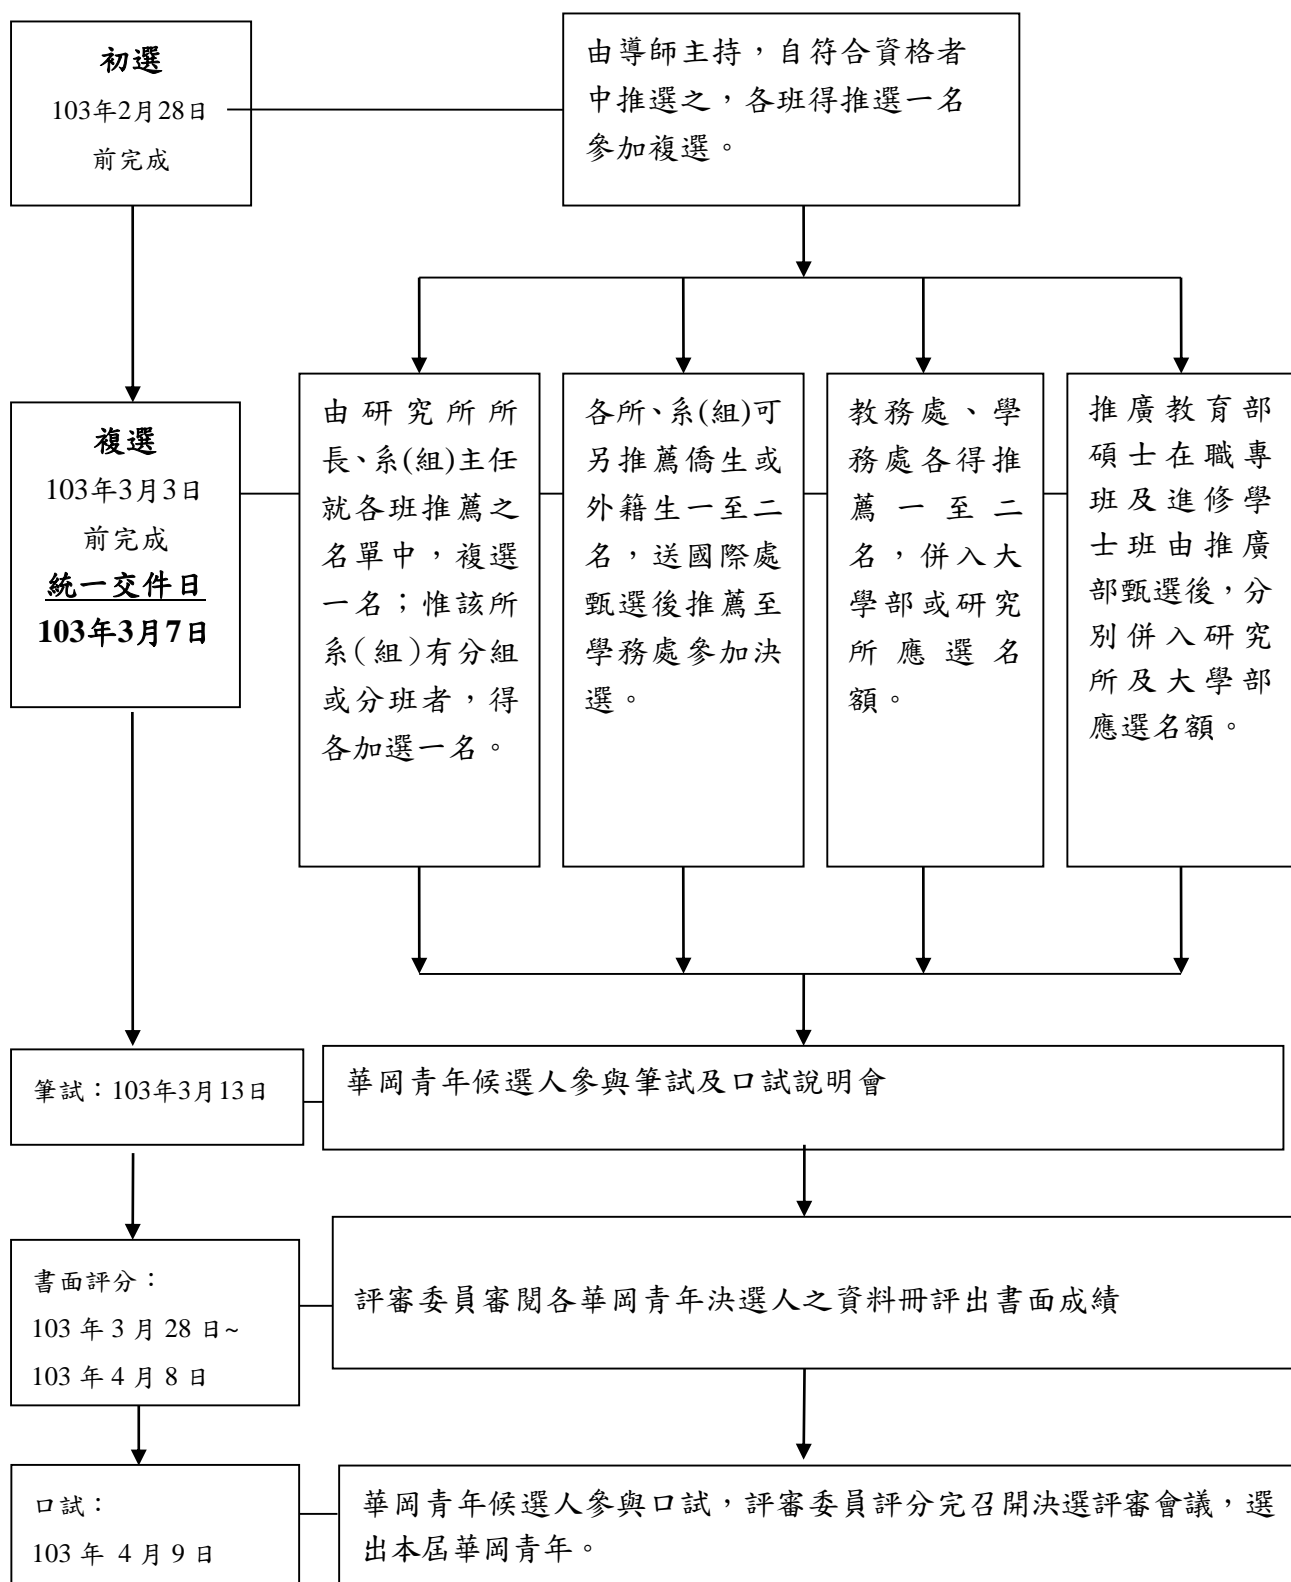 初選
103年2月28日
前完成
由導師主持，自符合資格者
中推選之，各班得推選一名
參加複選。
複選
103年3月3日
前完成
統一交件日
103年3月7日
由研究所所
長、系(組)主任
就各班推薦之
名單中，複選
一名；惟該所
系(組)有分組
或分班者，得
各加選一名。
各所、系(組)可
另推薦僑生或
外籍生一至二
名，送國際處
甄選後推薦至
學務處參加決
選。
教務處、學
務處各得推
薦一至二
名，併入大
學部或研究
所應選名
額。
推廣教育部
碩士在職專
班及進修學
士班由推廣
部甄選後，分
別併入研究
所及大學部
應選名額。
筆試：103年3月13日
華岡青年候選人參與筆試及口試說明會
書面評分：
103 年 3 月 28 日~
103 年 4 月 8 日
評審委員審閱各華岡青年決選人之資料冊評出書面成績
口試：
103 年 4 月 9 日
華岡青年候選人參與口試，評審委員評分完召開決選評審會議，選
出本屆華岡青年。